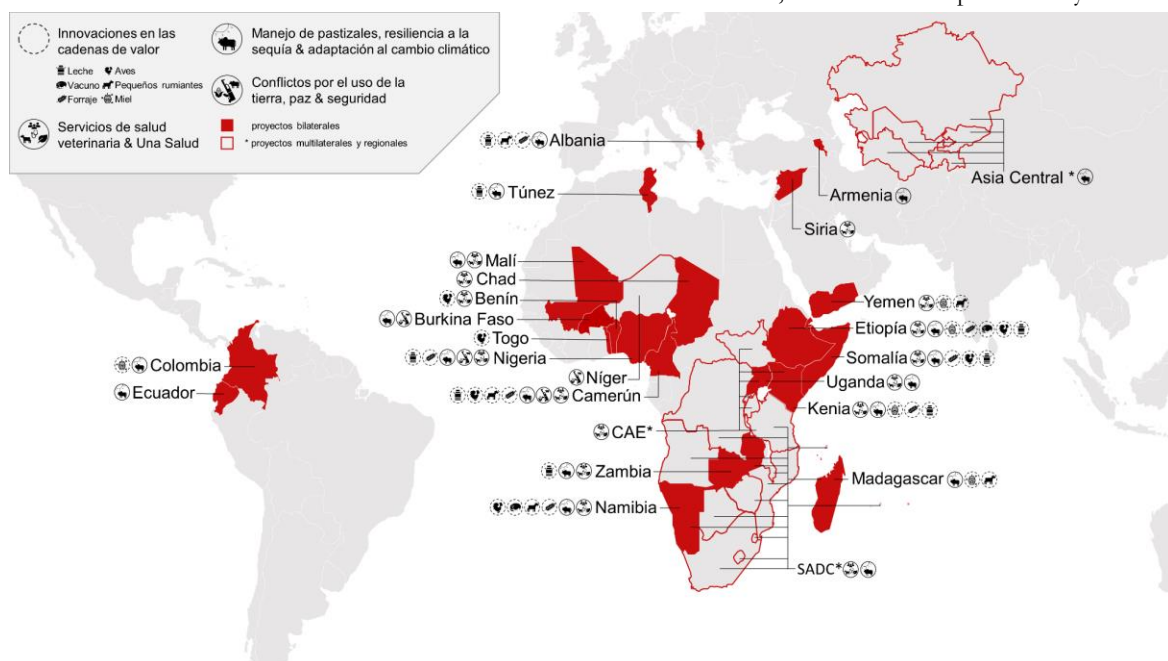 Innovaciones en las
cadenas de valor
Leche Aves
Vacuno Pequeños rumiantes
Forraje Miel
Servicios de salud
veterinaria & Una Salud
Manejo de pastizales, resiliencia a la
sequía & adaptación al cambio climático
Conflictos por el uso de la
tierra, paz & seguridad
proyectos bilaterales
* proyectos multilaterales y regionales
Albania
Túnez
Armenia
Asia Central *
Siria
Malí
Chad
Benín
Burkina Faso
Togo
Nigeria
Níger
Camerún
Yemen
Etiopía
Somalía
Uganda
Kenia
Colombia
Ecuador
CAE*
Zambia
Madagascar
Namibia
SADC*